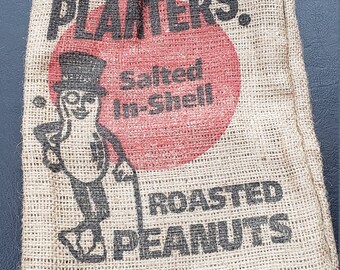 PLANTERS.
Salted
In-Shell
ROASTED
PEANUTS